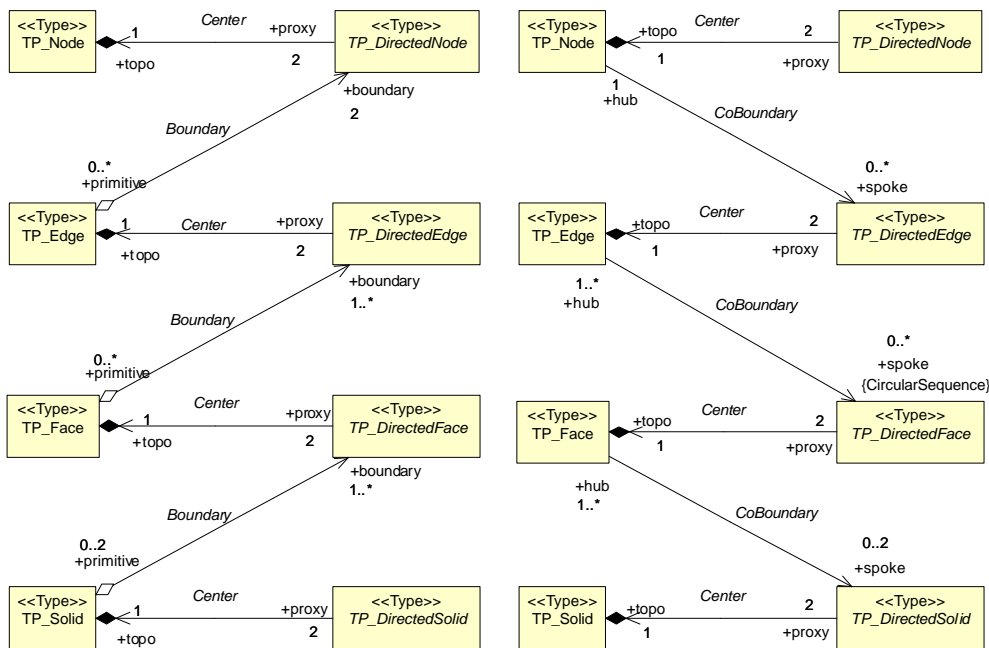 <<Type>>
TP_Node
1
+topo
Center
+proxy
2
<<Type>>
TP_DirectedNode
+boundary
2
Boundary
0..*
+primitive
<<Type>>
TP_Edge
1
+topo
Center
+proxy
2
<<Type>>
TP_DirectedEdge
+boundary
1..*
Boundary
0..*
+primitive
<<Type>>
TP_Face
1
+topo
Center
+proxy
2
<<Type>>
TP_DirectedFace
+boundary
1..*
Boundary
0..2
+primitive
<<Type>>
TP_Solid
1
+topo
Center
+proxy
2
<<Type>>
TP_DirectedSolid
<<Type>>
TP_Node
+topo
1
Center
2
+proxy
<<Type>>
TP_DirectedNode
1
+hub
CoBoundary
0..*
+spoke
<<Type>>
TP_Edge
+topo
1
Center
2
+proxy
<<Type>>
TP_DirectedEdge
1..*
+hub
CoBoundary
0..*
+spoke
{CircularSequence}
<<Type>>
TP_Face
+topo
1
Center
2
+proxy
<<Type>>
TP_DirectedFace
+hub
1..*
CoBoundary
0..2
+spoke
<<Type>>
TP_Solid
+topo
1
Center
2
+proxy
<<Type>>
TP_DirectedSolid